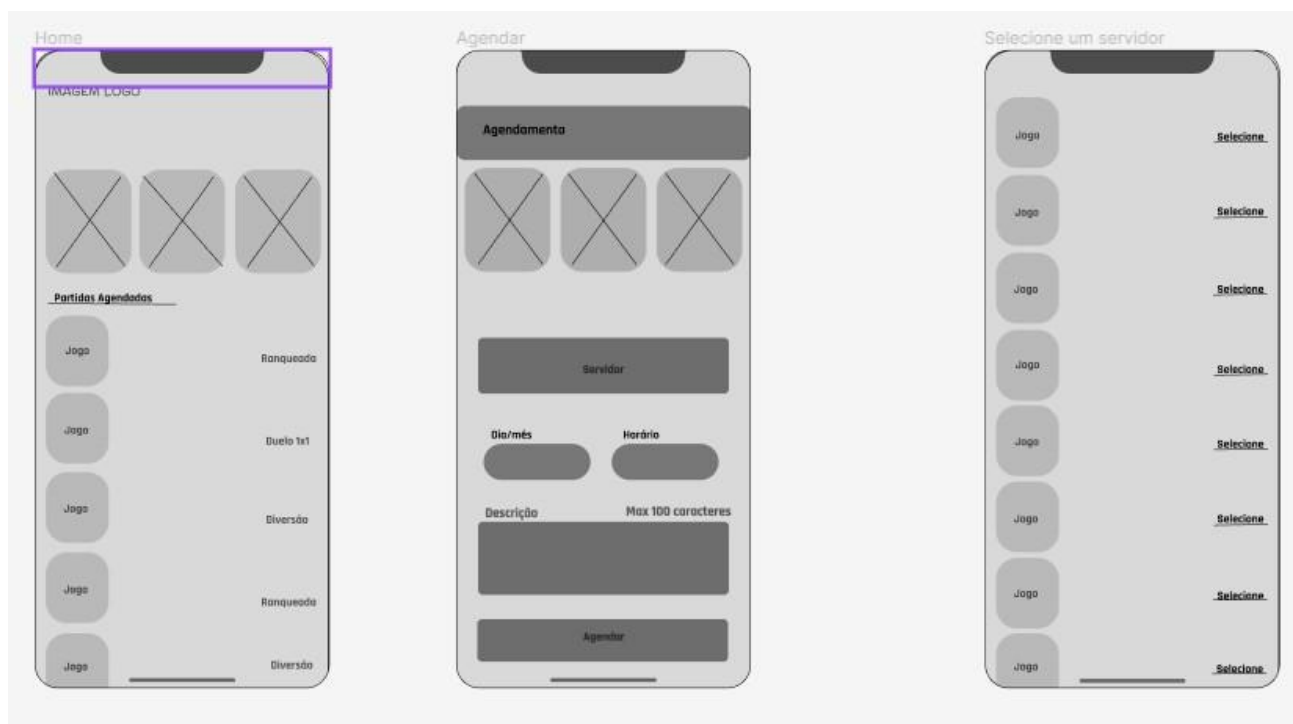 Home
IMAGEM LOGO
Partidas Agendadas
Jogo
Ranqueada
Jogo
Duelo 1x1
Jogo
Diversão
Jogo
Ranqueada
Jogo
Diversão
Agendar
Agendamento
Servidor
Dia/mês Horário
Descrição Max 100 caracteres
Agendar
Selecione um servidor
Jogo Selecione
Jogo Selecione
Jogo Selecione
Jogo Selecione
Jogo Selecione
Jogo Selecione
Jogo Selecione
Jogo Selecione